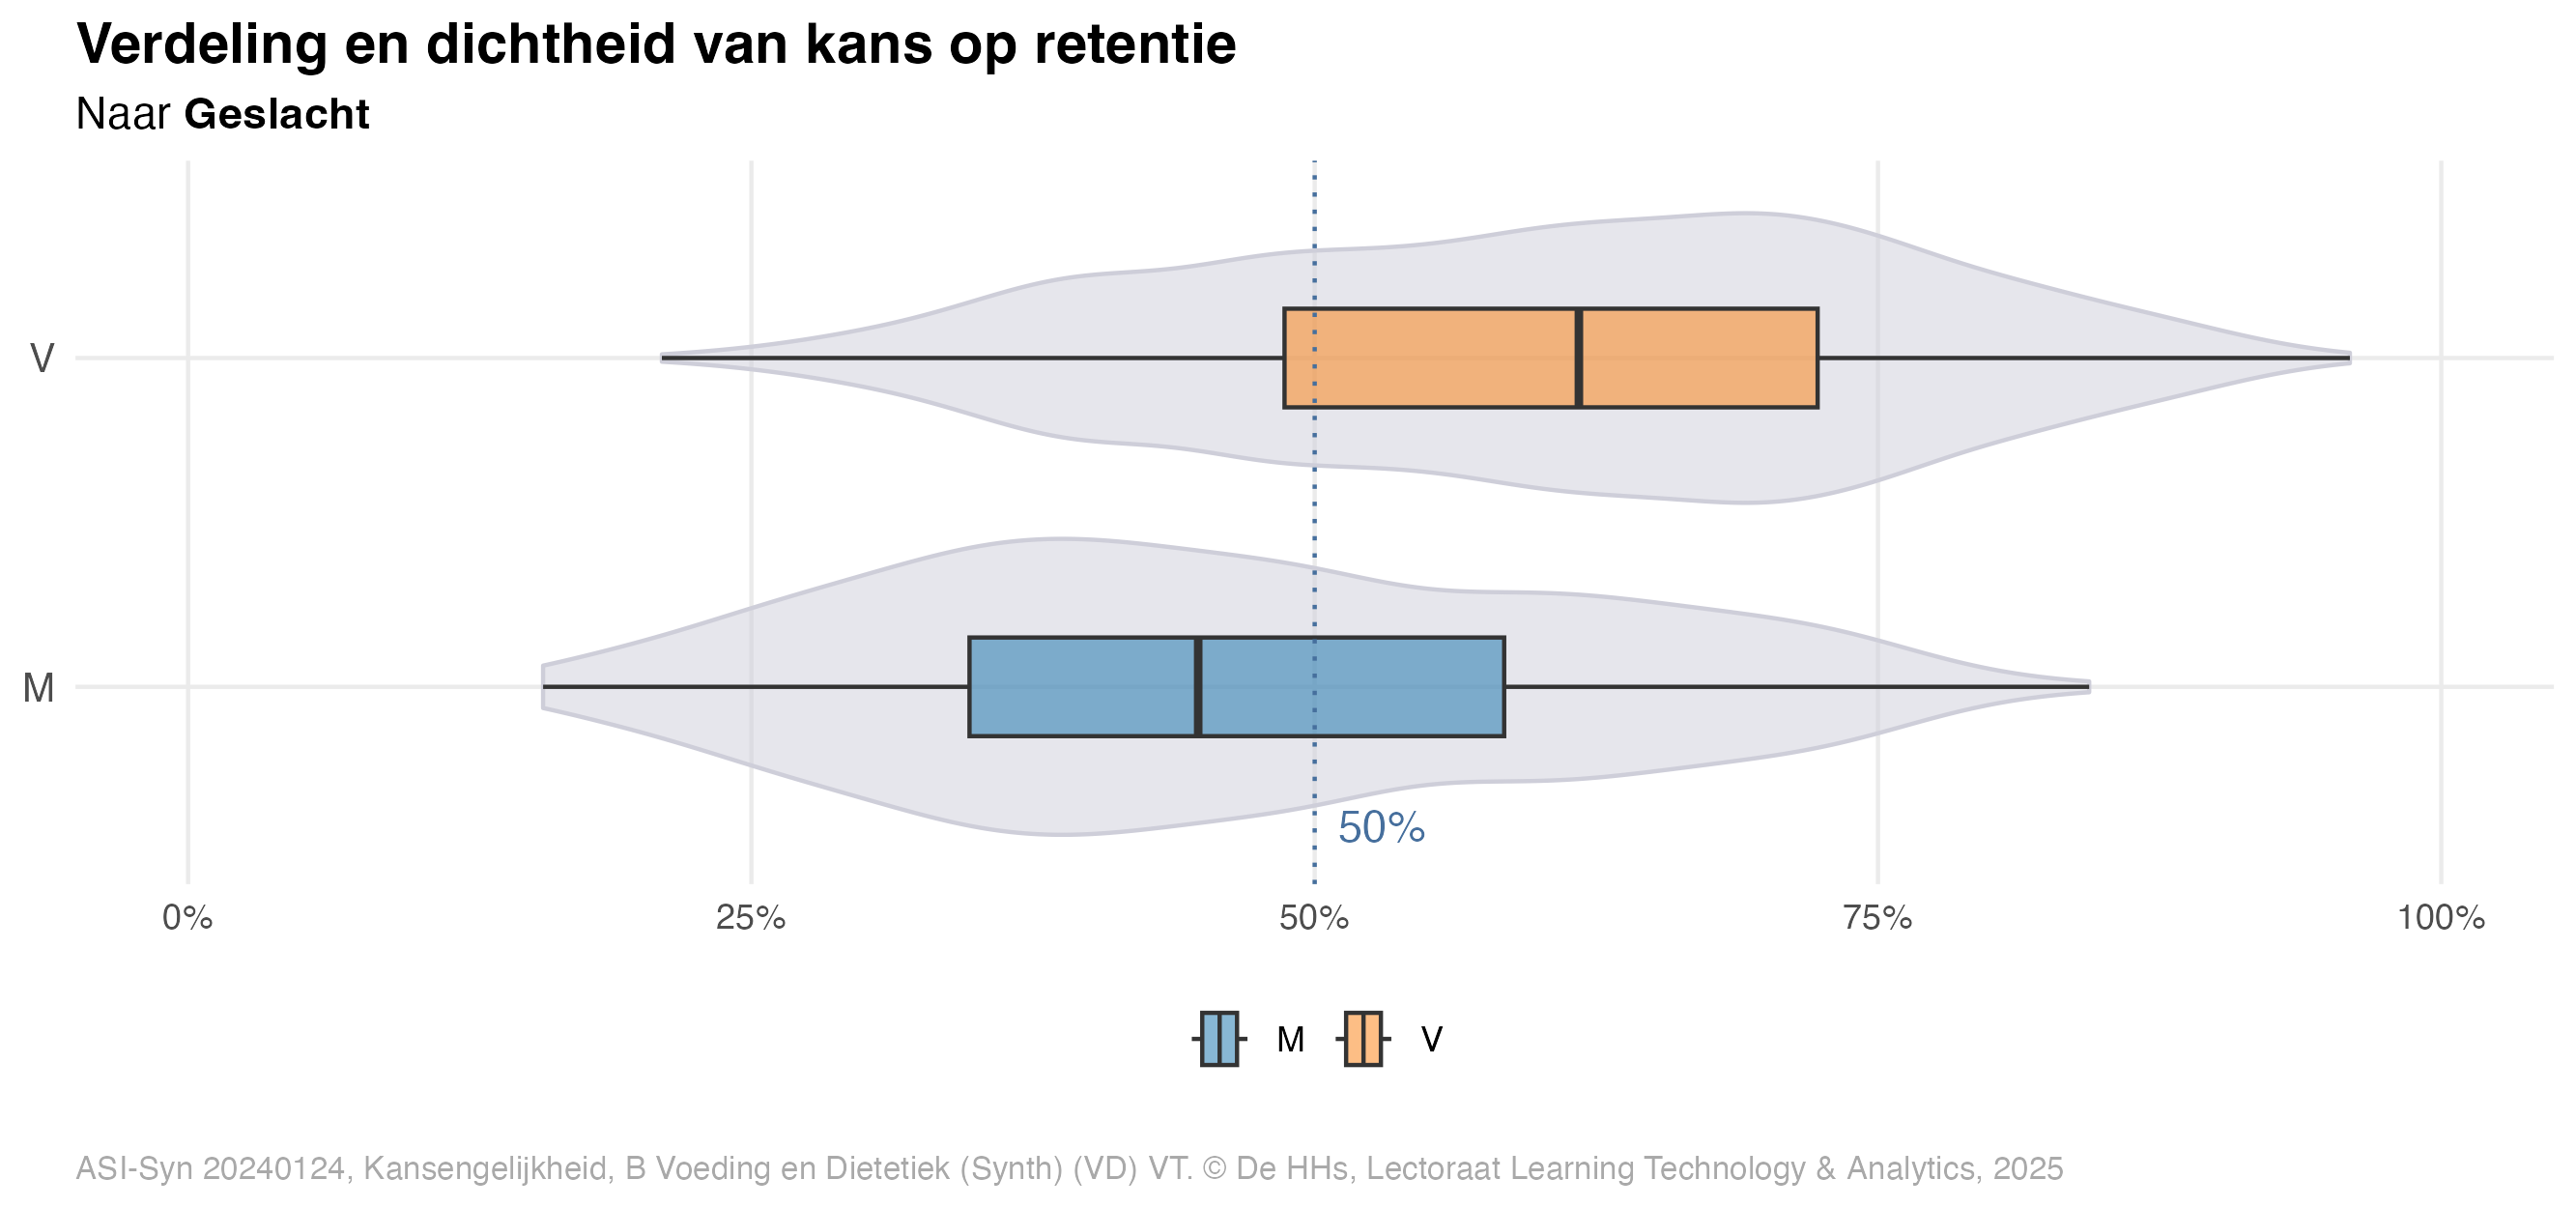 Verdeling en dichtheid van kans op retentie
Naar Geslacht
V
M
50%
0% 25% 50% 75% 100%
M V
ASI-Syn 20240124, Kansengelijkheid, B Voeding en Dietetiek (Synth) (VD) VT. © De HHs, Lectoraat Learning Technology & Analytics, 2025